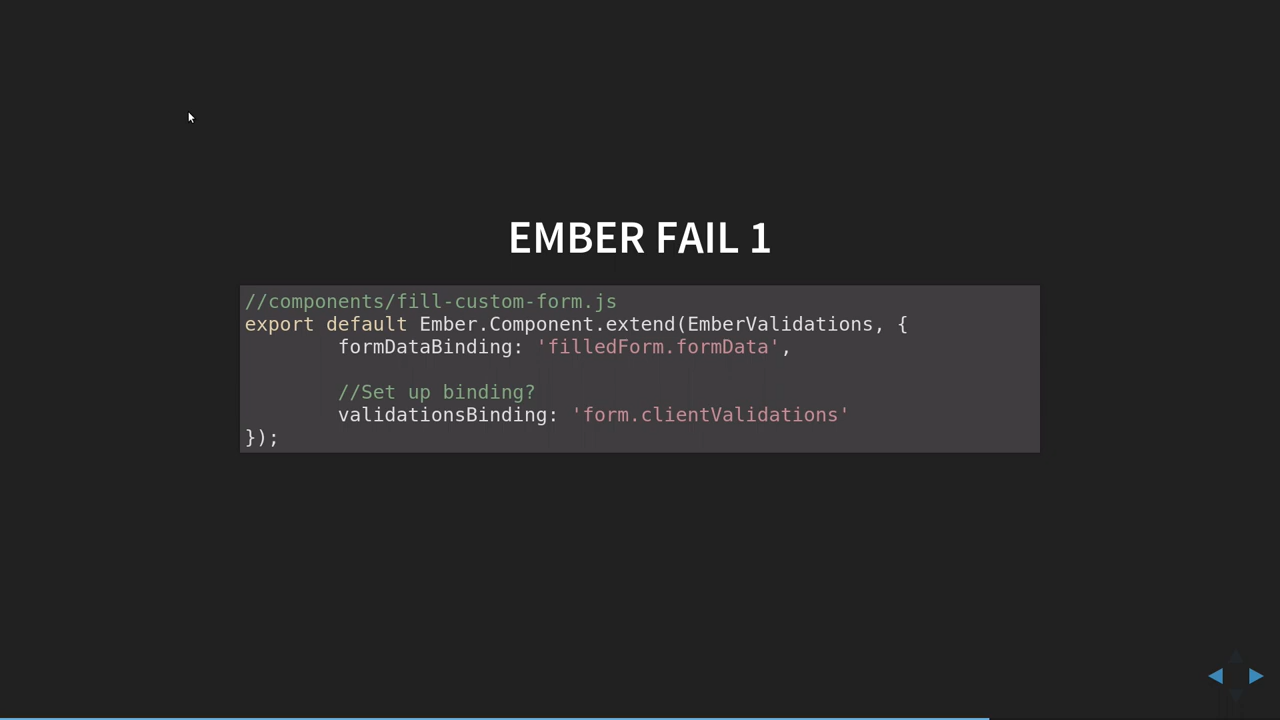 EMBER FAIL 1
//components/fill-custom-form.js
export default Ember.Component.extend(EmberValidations, {
        formDataBinding: 'filledForm.formData',

        //Set up binding?
        validationsBinding: 'form.clientValidations'
});